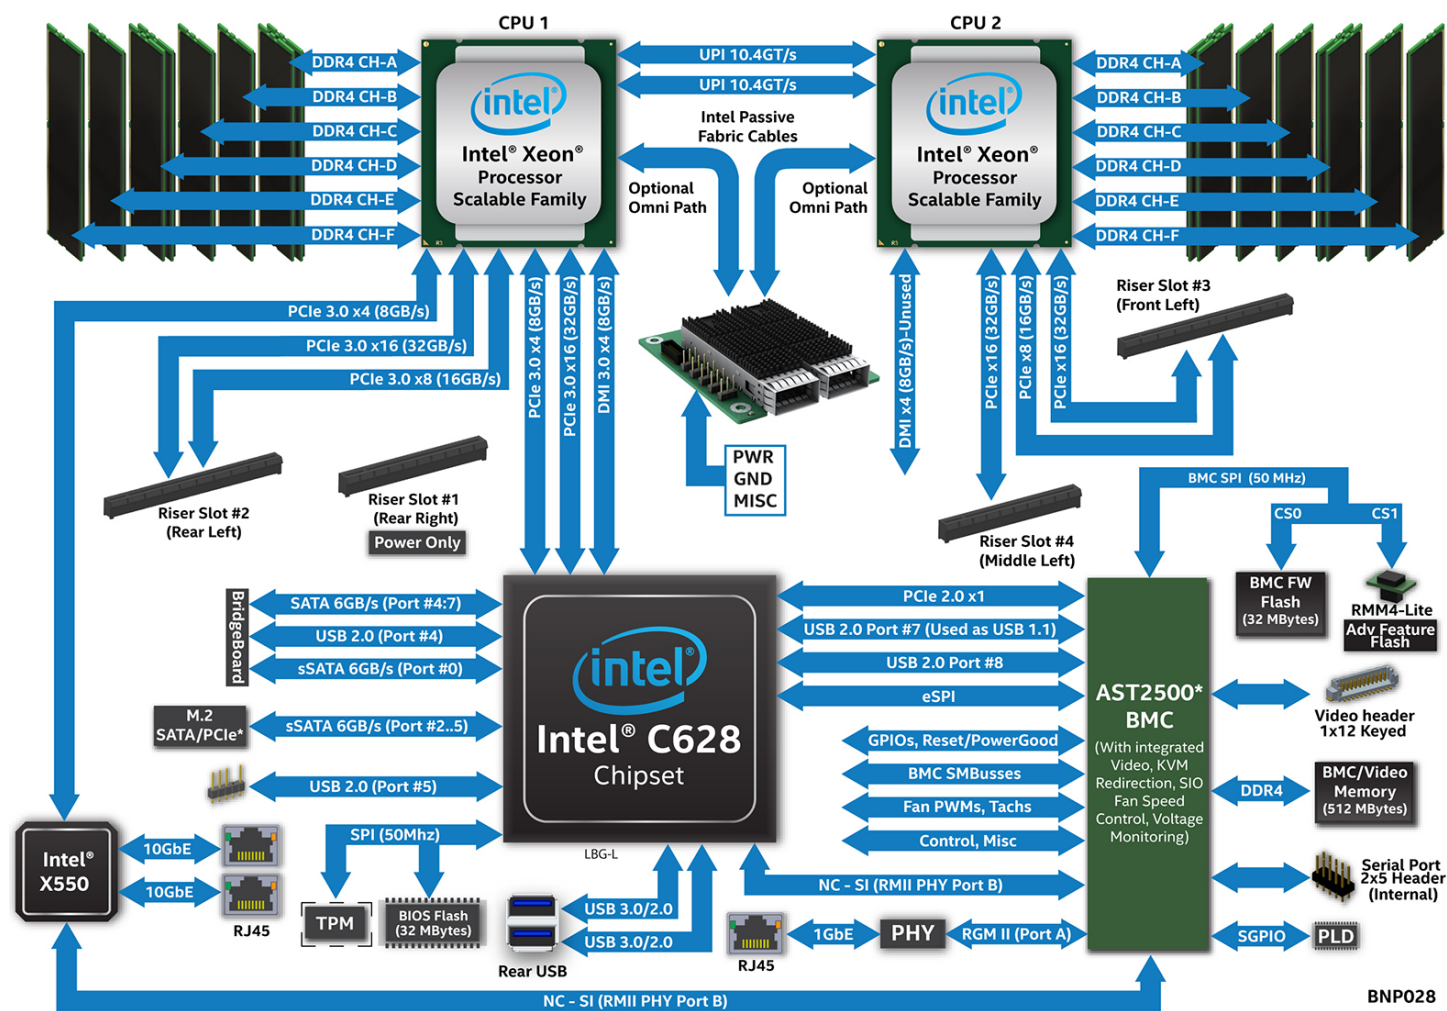 CPU 1
CPU 2
DDR4 CH-A
DDR4 CH-B
DDR4 CH-C
DDR4 CH-D
DDR4 CH-E
DDR4 CH-F
intel®
Intel® Xeon®
Processor
Scalable Family
R3
UPI 10.4GT/s
UPI 10.4GT/s
Intel Passive
Fabric Cables
Optional
Omni Path
Optional
Omni Path
intel®
Intel® Xeon®
Processor
Scalable Family
R3
DDR4 CH-A
DDR4 CH-B
DDR4 CH-C
DDR4 CH-D
DDR4 CH-E
DDR4 CH-F
PCIe 3.0 x4 (8GB/s)
PCIe 3.0 x16 (32GB/s)
PCIe 3.0 x8 (16GB/s)
PCIe 3.0 x4 (8GB/s)
PCIe 3.0 x16 (32GB/s)
DMI 3.0 x4 (8GB/s)
DMI x4 (8GB/s)-Unused
PCIe x16 (32GB/s)
PCIe x8 (16GB/s)
PCIe x16 (32GB/s)
Riser Slot #3
(Front Left)
Riser Slot #2
(Rear Left)
Riser Slot #1
(Rear Right)
Power Only
PWR
GND
MISC
Riser Slot #4
(Middle Left)
BMC SPI (50 MHz)
CS0
CS1
BMC FW
Flash
(32 MBytes)
RMM4-Lite
Adv Feature
Flash
BridgeBoard
SATA 6GB/s (Port #4:7)
USB 2.0 (Port #4)
sSATA 6GB/s (Port #0)
M.2
SATA/PCIe*
sSATA 6GB/s (Port #2..5)
USB 2.0 (Port #5)
SPI (50Mhz)
TPM
BIOS Flash
(32 MBytes)
intel®
Intel® C628
Chipset
LBG-L
PCIe 2.0 x1
USB 2.0 Port #7 (Used as USB 1.1)
USB 2.0 Port #8
eSPI
GPIOs, Reset/PowerGood
BMC SMBusses
Fan PWMs, Tachs
Control, Misc
NC - SI (RMII PHY Port B)
AST2500*
BMC
(With integrated
Video, KVM
Redirection, SIO
Fan Speed
Control, Voltage
Monitoring)
Video header
1x12 Keyed
DDR4
BMC/Video
Memory
(512 MBytes)
Serial Port
2x5 Header
(Internal)
SGPIO
PLD
Intel®
X550
10GbE
10GbE
RJ45
USB 3.0/2.0
USB 3.0/2.0
Rear USB
RJ45
1GbE
PHY
RGM II (Port A)
NC - SI (RMII PHY Port B)
BNP028